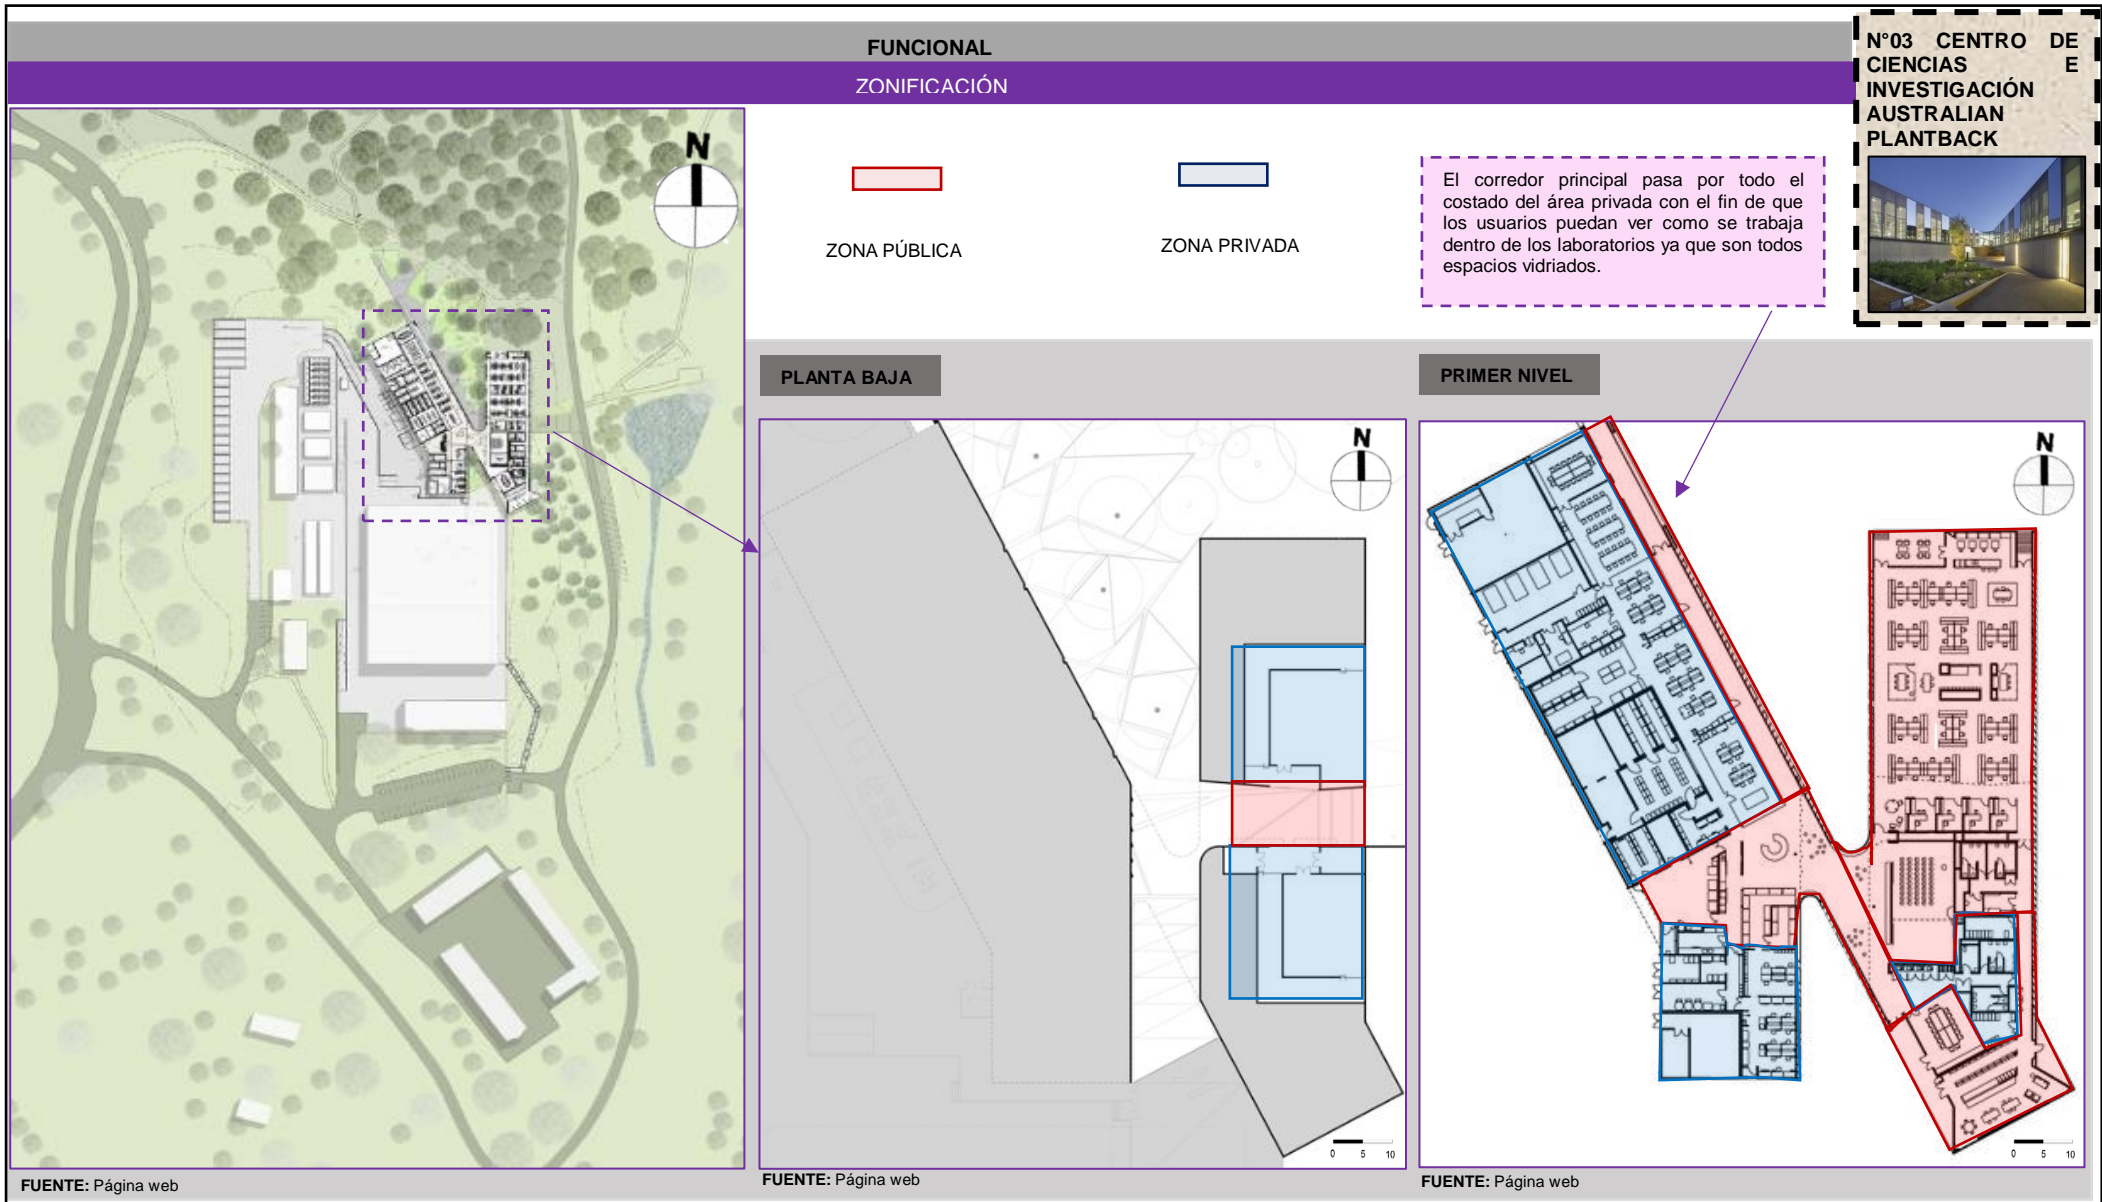 FUNCIONAL
ZONIFICACIÓN
N°03 CENTRO DE
CIENCIAS E
INVESTIGACIÓN
AUSTRALIAN
PLANTBACK
N
ZONA PÚBLICA
ZONA PRIVADA
El corredor principal pasa por todo el
costado del área privada con el fin de que
los usuarios puedan ver como se trabaja
dentro de los laboratorios ya que son todos
espacios vidriados.
PLANTA BAJA
PRIMER NIVEL
N
N
0 5 10
0 5 10
FUENTE: Página web
FUENTE: Página web
FUENTE: Página web